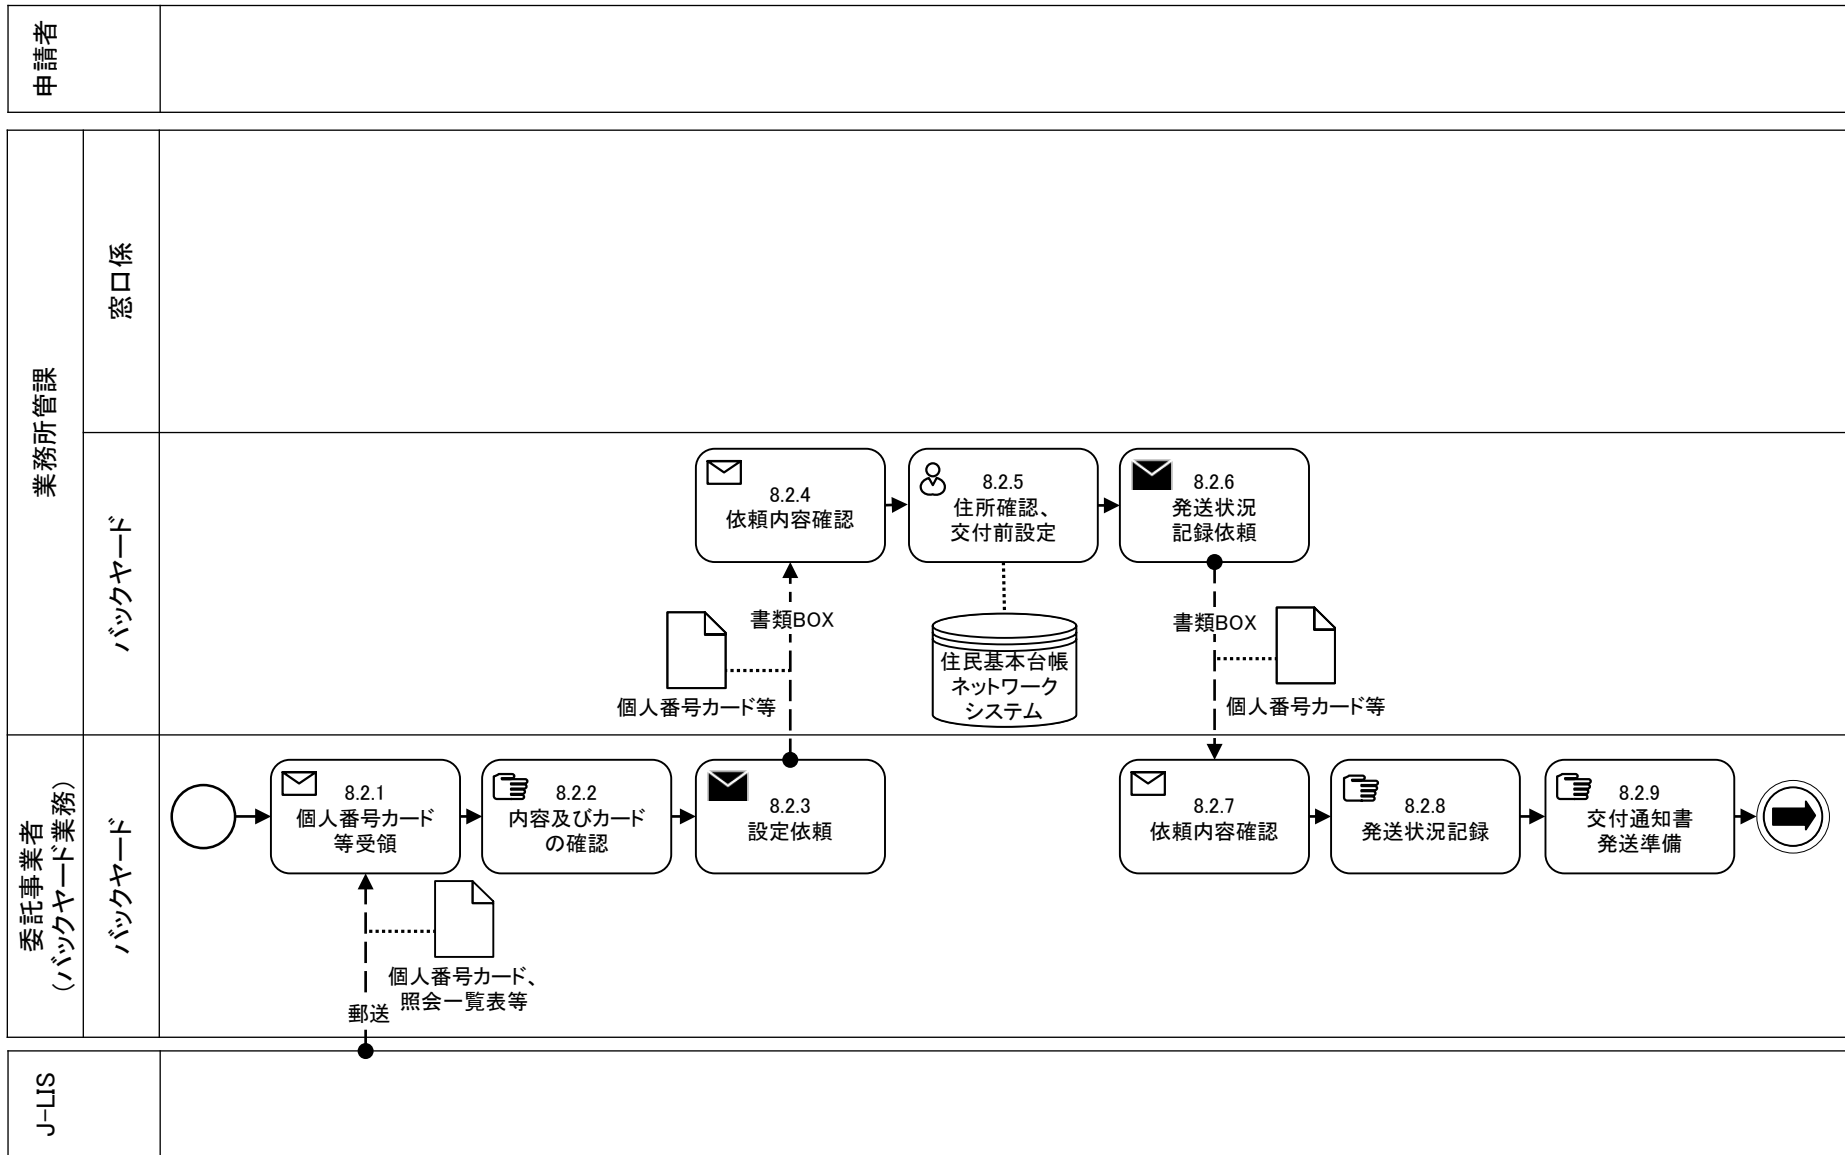 申請者
業務所管課
窓口係
バックヤード
8.2.4
依頼内容確認
8.2.5
住所確認、
交付前設定
8.2.6
発送状況
記録依頼
書類BOX
個人番号カード等
住民基本台帳
ネットワーク
システム
書類BOX
個人番号カード等
委託事業者
（バックヤード業務）
バックヤード
8.2.1
個人番号カード
等受領
8.2.2
内容及びカード
の確認
8.2.3
設定依頼
8.2.7
依頼内容確認
8.2.8
発送状況記録
8.2.9
交付通知書
発送準備
個人番号カード、
照会一覧表等
郵送
J-LIS